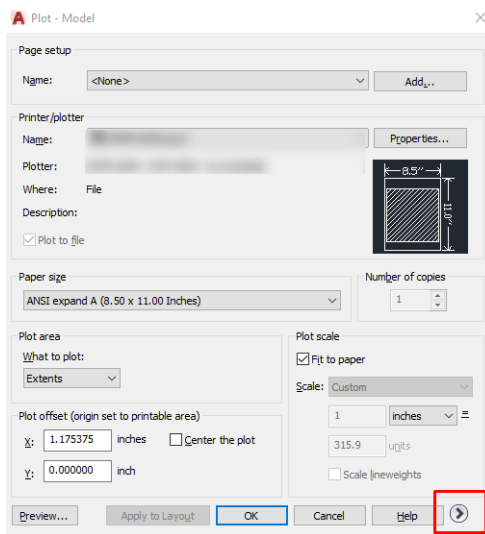 A Plot - Model
Page setup
Name: <None> Add...
Printer/plotter
Name: Properties...
Plotter:
Where: File
Description:
Plot to file
8.5"
11.0"
Paper size
ANSI expand A (8.50 x 11.00 Inches)
Number of copies
1
Plot area
What to plot:
Extents
Plot scale
Fit to paper
Scale: Custom
1 inches =
315.9 units
Scale lineweights
Plot offset (origin set to printable area)
X: 1.175375 inches Center the plot
Y: 0.000000 inch
Preview... Apply to Layout OK Cancel Help